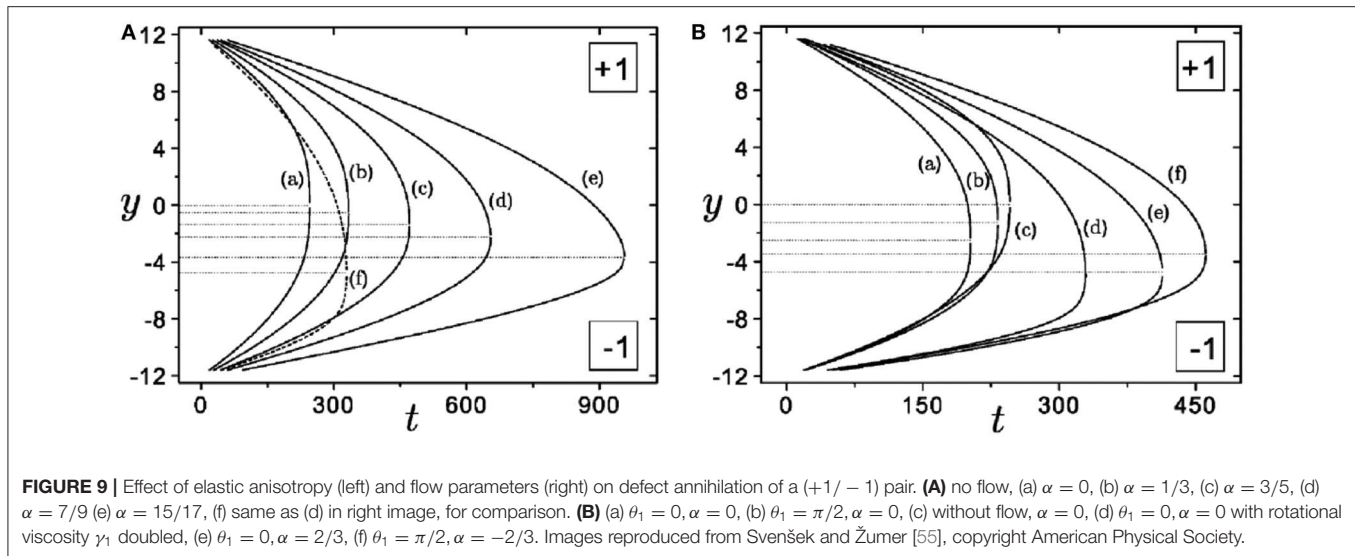 A
12
8
4
0
-4
-8
-12
y
0
300
600
900
t
+1
-1
(a)
(b)
(c)
(d)
(e)
(f)
B
12
8
4
0
-4
-8
-12
0
150
300
450
t
+1
-1
(a)
(b)
(c)
(d)
(e)
(f)
FIGURE 9 | Effect of elastic anisotropy (left) and flow parameters (right) on defect annihilation of a (+1/ − 1) pair. (A) no flow, (a) α = 0, (b) α = 1/3, (c) α = 3/5, (d)
α = 7/9 (e) α = 15/17, (f) same as (d) in right image, for comparison. (B) (a) θ₁ = 0, α = 0, (b) θ₁ = π/2, α = 0, (c) without flow, α = 0, (d) θ₁ = 0, α = 0 with rotational
viscosity γ₁ doubled, (e) θ₁ = 0, α = 2/3, (f) θ₁ = π/2, α = −2/3. Images reproduced from Svenšek and Žumer [55], copyright American Physical Society.